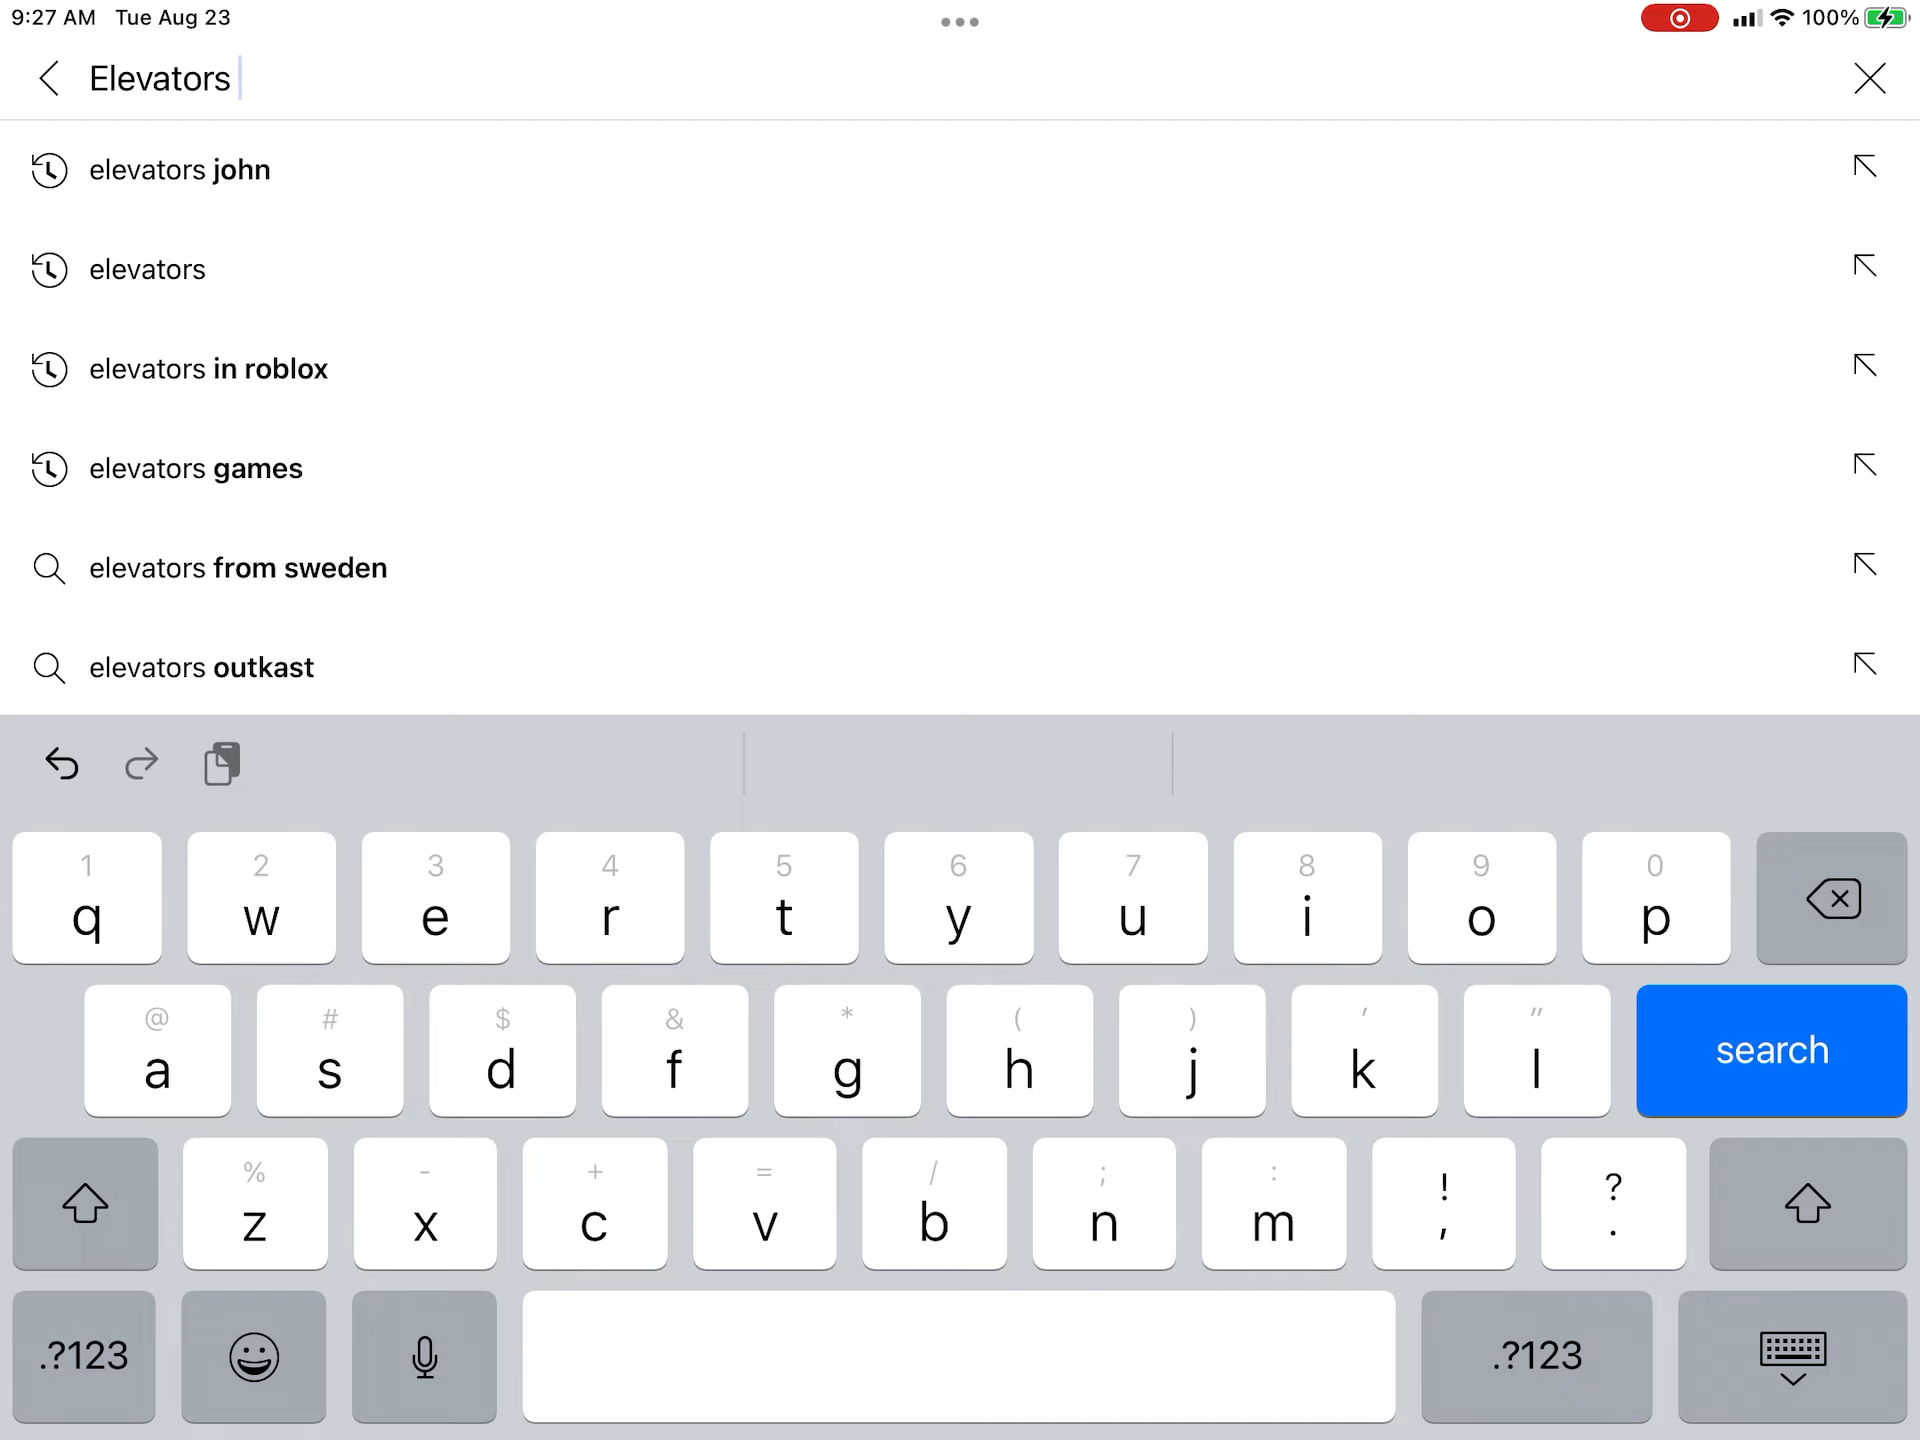 9:27 AM Tue Aug 23
100%
Elevators
elevators john
elevators
elevators in roblox
elevators games
elevators from sweden
elevators outkast
1 2 3 4 5 6 7 8 9 0
q w e r t y u i o p
@ # $ & * ( ) ' "
a s d f g h j k l search
% - + = / ; : ! ?
z x c v b n m , .
.?123 .?123